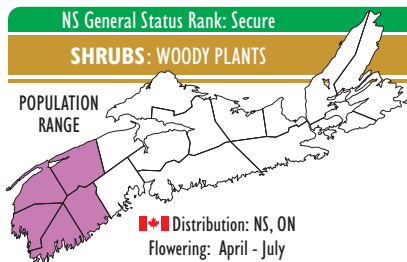 NS General Status Rank: Secure
SHRUBS: WOODY PLANTS
POPULATION
RANGE
Distribution: NS, ON
Flowering: April - July